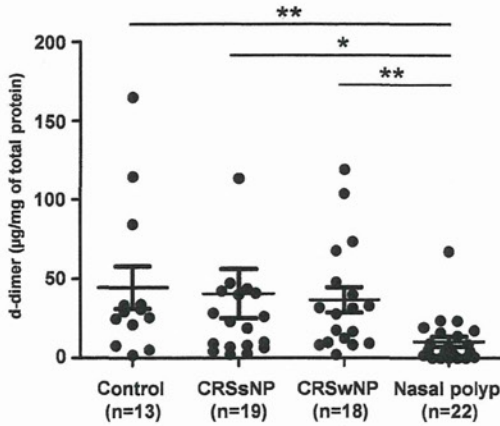 **
*
**
200
150
100
50
0
d-dimer (µg/mg of total protein)
Control CRSsNP CRSwNP Nasal polyp
(n=13) (n=19) (n=18) (n=22)